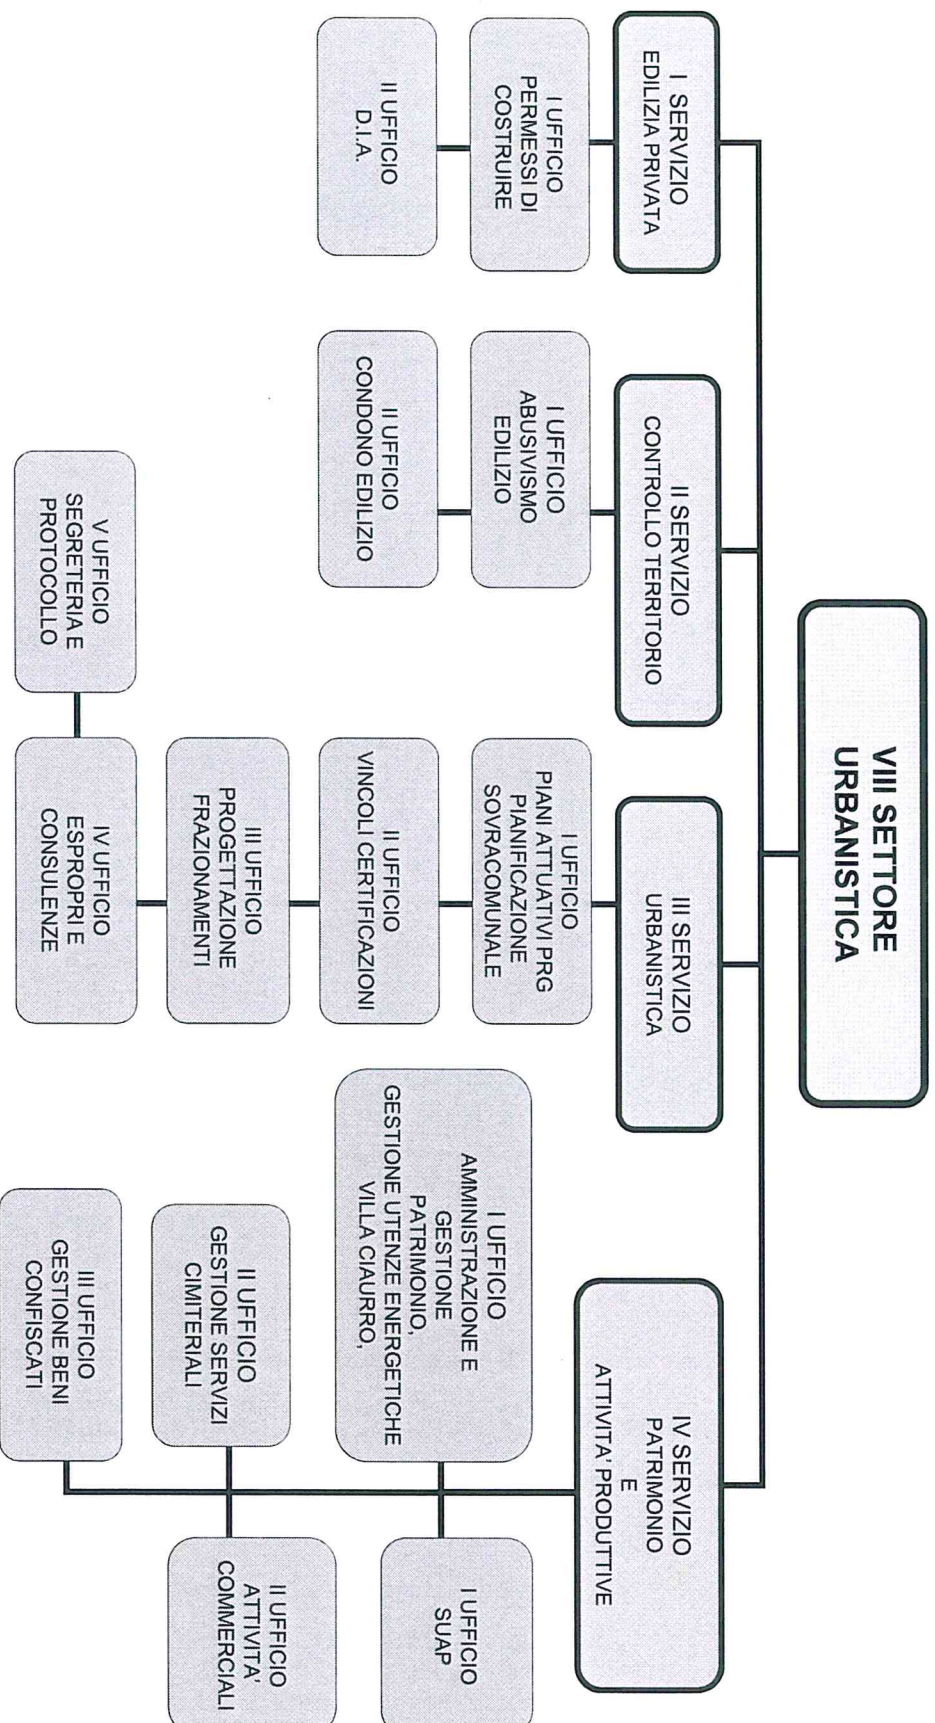 VIII SETTORE
URBANISTICA
I SERVIZIO
EDILIZIA PRIVATA
I UFFICIO
PERMESSI DI
COSTRUIRE
II UFFICIO
D.I.A.
II SERVIZIO
CONTROLLO TERRITORIO
I UFFICIO
ABUSIVISMO
EDILIZIO
II UFFICIO
CONDONO EDILIZIO
III SERVIZIO
URBANISTICA
I UFFICIO
PIANI ATTUATIVI PRG
PIANIFICAZIONE
SOVRACOMUNALE
II UFFICIO
VINCOLI CERTIFICAZIONI
III UFFICIO
PROGETTAZIONE
FRAZIONAMENTI
IV UFFICIO
ESPROPRI E
CONSULENZE
V UFFICIO
SEGRETERIA E
PROTOCOLLO
IV SERVIZIO
PATRIMONIO
E
ATTIVITA' PRODUTTIVE
I UFFICIO
AMMINISTRAZIONE E
GESTIONE
PATRIMONIO,
GESTIONE UTENZE ENERGETICHE
VILLA CIAURRO,
II UFFICIO
GESTIONE SERVIZI
CIMITERIALI
III UFFICIO
GESTIONE BENI
CONFISCATI
I UFFICIO
SUAP
II UFFICIO
ATTIVITA'
COMMERCIALI